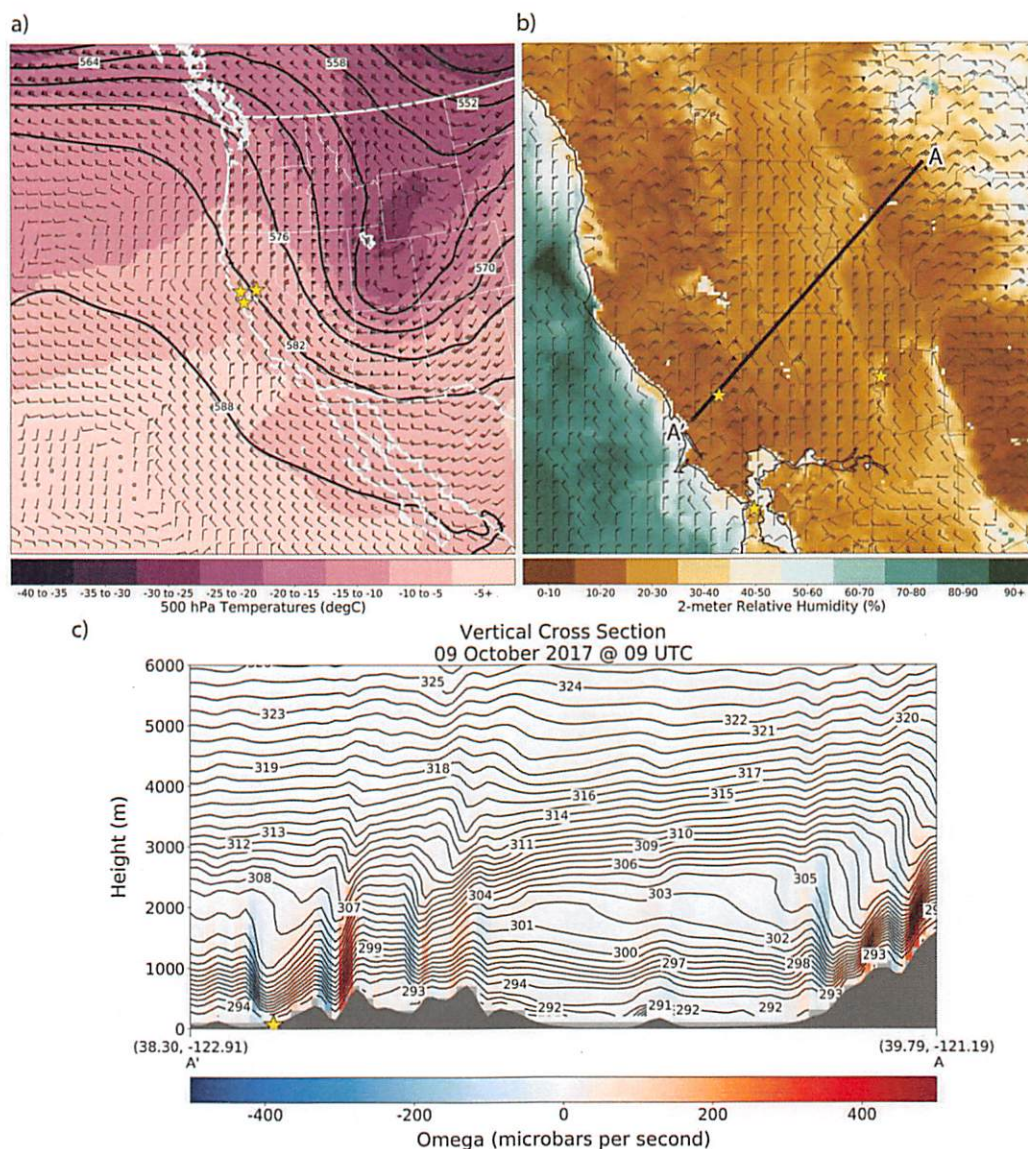 a)
b)
564
558
552
576
570
582
588
A
A'
-40 to -35 -35 to -30 -30 to -25 -25 to -20 -20 to -15 -15 to -10 -10 to -5 -5+
500 hPa Temperatures (degC)
0-10 10-20 20-30 30-40 40-50 50-60 60-70 70-80 80-90 90+
2-meter Relative Humidity (%)
c)
Vertical Cross Section
09 October 2017 @ 09 UTC
Height (m)
6000
5000
4000
3000
2000
1000
0
325 324
323 322 320
321
319 318 317
316 315
314
313 310
312 311 309
308 306 305
307 304 303
301 302
299 300
297 298
294 293 294 293 293
292 291 292 292
(38.30, -122.91) (39.79, -121.19)
A' A
-400 -200 0 200 400
Omega (microbars per second)